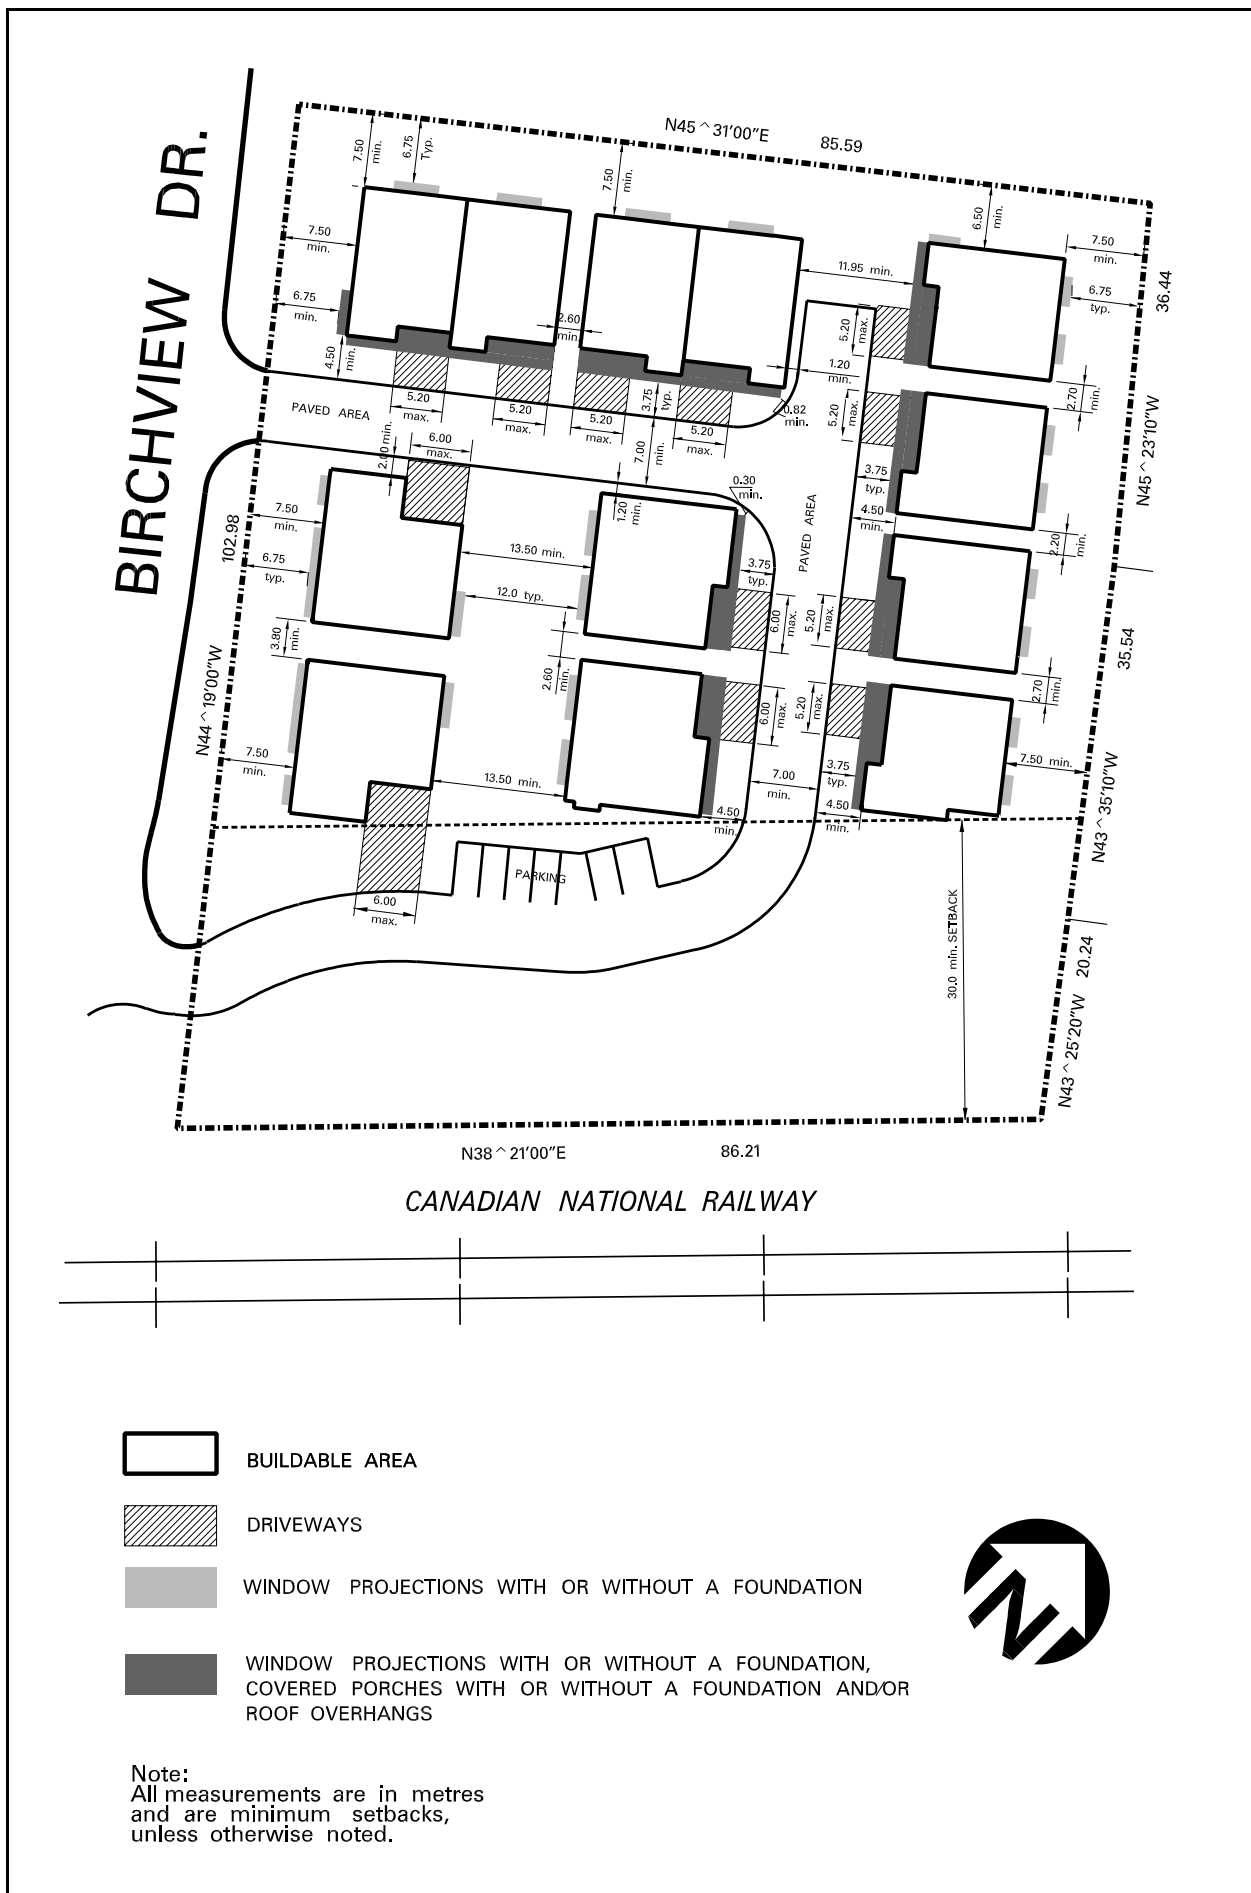 BIRCHVIEW DR.
N45^31'00"E 85.59
7.50
min.
6.75
Typ.
7.50
min.
6.50
min.
7.50
min.
11.95 min.
7.50
min.
36.44
6.75
min.
6.75
typ.
2.60
min.
5.20
max.
4.50
min.
1.20
min.
2.70
min.
PAVED AREA
5.20
max.
5.20
max.
5.20
max.
3.75
typ.
5.20
max.
0.82
min.
5.20
max.
N45^23'10"W
2.00 min.
6.00
max.
7.00
min.
3.75
typ.
0.30
min.
1.20
min.
PAVED AREA
7.50
min.
4.50
min.
102.98
13.50 min.
2.20
min.
6.75
typ.
3.75
typ.
12.0 typ.
6.00
max.
5.20
max.
3.80
min.
35.54
2.60
min.
2.70
min.
N44^19'00"W
6.00
max.
5.20
max.
7.50
min.
13.50 min.
7.00
min.
3.75
typ.
7.50 min.
4.50
min.
4.50
min.
N43^35'10"W
PARKING
6.00
max.
30.0 min. SETBACK
N43^25'20"W 20.24
N38^21'00"E 86.21
CANADIAN NATIONAL RAILWAY
BUILDABLE AREA
DRIVEWAYS
WINDOW PROJECTIONS WITH OR WITHOUT A FOUNDATION
WINDOW PROJECTIONS WITH OR WITHOUT A FOUNDATION,
COVERED PORCHES WITH OR WITHOUT A FOUNDATION AND/OR
ROOF OVERHANGS
N
Note:
All measurements are in metres
and are minimum setbacks,
unless otherwise noted.